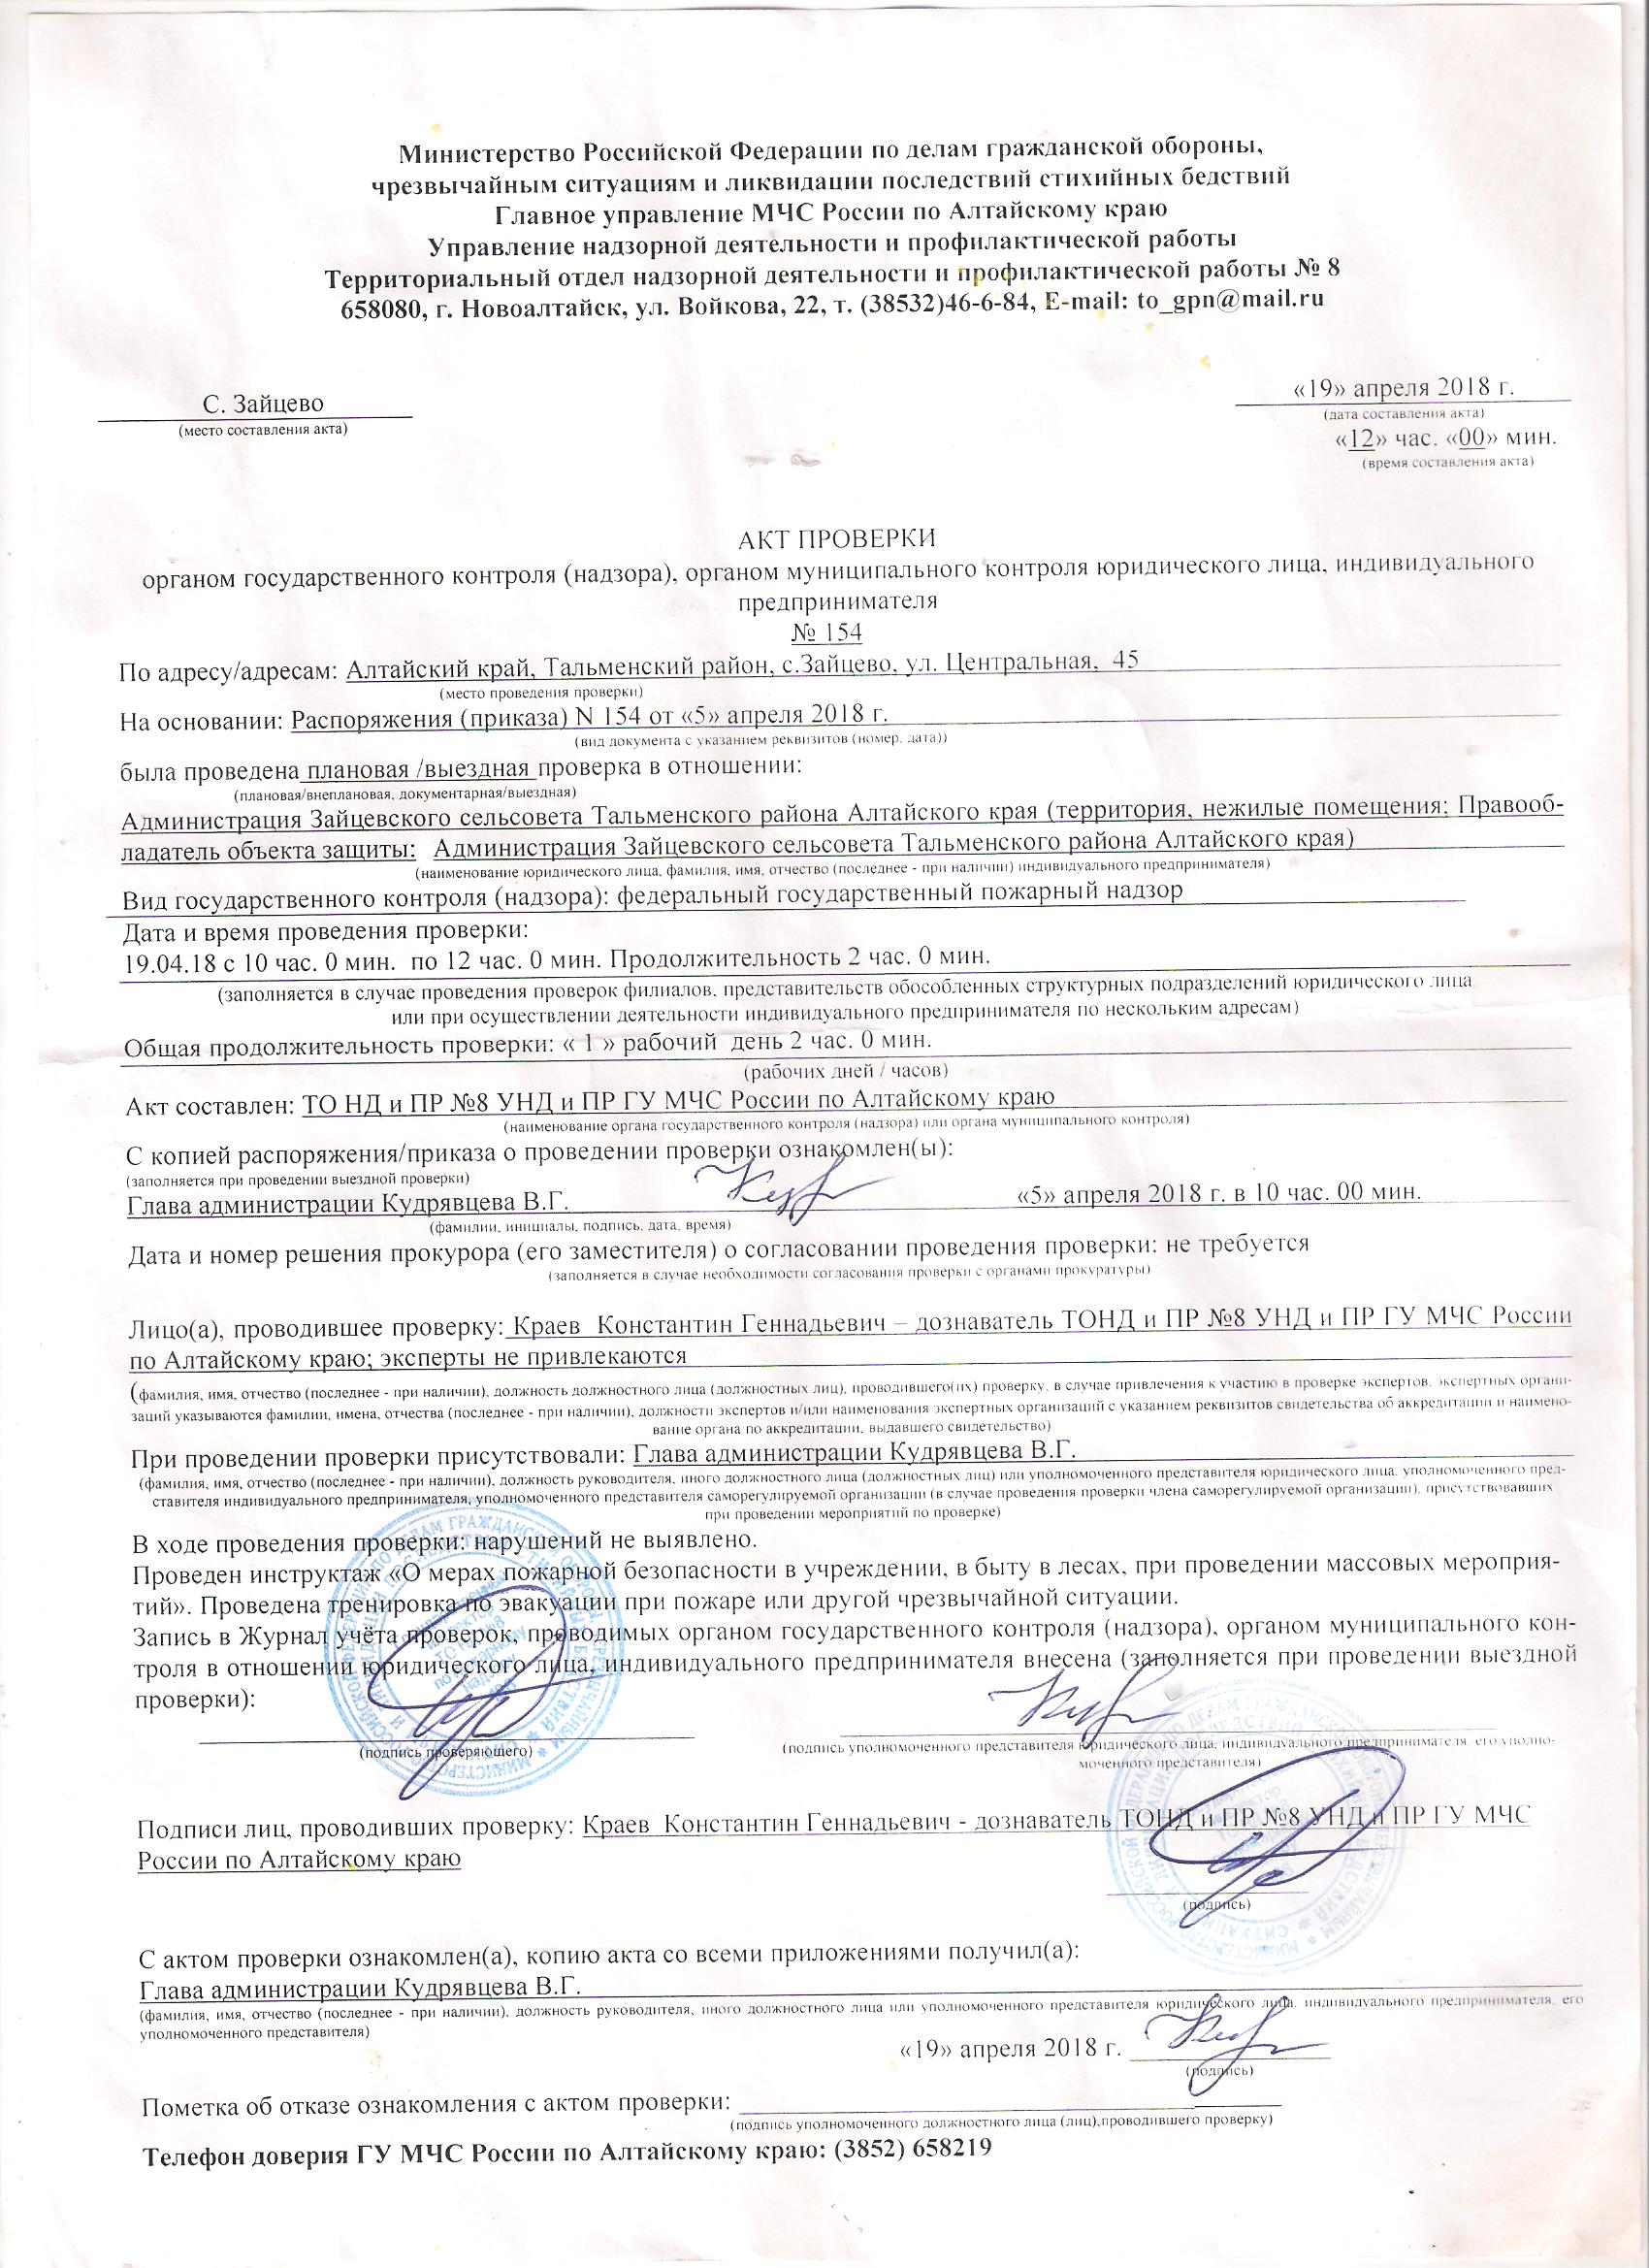 Министерство Российской Федерации по делам гражданской обороны,
чрезвычайным ситуациям и ликвидации последствий стихийных бедствий
Главное управление МЧС России по Алтайскому краю
Управление надзорной деятельности и профилактической работы
Территориальный отдел надзорной деятельности и профилактической работы № 8
658080, г. Новоалтайск, ул. Войкова, 22, т. (38532)46-6-84, E-mail: to_gpn@mail.ru
С. Зайцево
(место составления акта)
«19» апреля 2018 г.
(дата составления акта)
«12» час. «00» мин.
(время составления акта)
АКТ ПРОВЕРКИ
органом государственного контроля (надзора), органом муниципального контроля юридического лица, индивидуального
предпринимателя
№ 154
По адресу/адресам: Алтайский край, Тальменский район, с.Зайцево, ул. Центральная, 45
(место проведения проверки)
На основании: Распоряжения (приказа) N 154 от «5» апреля 2018 г.
(вид документа с указанием реквизитов (номер, дата))
была проведена плановая /выездная проверка в отношении:
(плановая/внеплановая, документарная/выездная)
Администрация Зайцевского сельсовета Тальменского района Алтайского края (территория, нежилые помещения; Правооб-
ладатель объекта защиты: Администрация Зайцевского сельсовета Тальменского района Алтайского края)
(наименование юридического лица, фамилия, имя, отчество (последнее - при наличии) индивидуального предпринимателя)
Вид государственного контроля (надзора): федеральный государственный пожарный надзор
Дата и время проведения проверки:
19.04.18 с 10 час. 0 мин. по 12 час. 0 мин. Продолжительность 2 час. 0 мин.
(заполняется в случае проведения проверок филиалов, представительств обособленных структурных подразделений юридического лица
или при осуществлении деятельности индивидуального предпринимателя по нескольким адресам)
Общая продолжительность проверки: « 1 » рабочий день 2 час. 0 мин.
(рабочих дней / часов)
Акт составлен: ТО НД и ПР №8 УНД и ПР ГУ МЧС России по Алтайскому краю
(наименование органа государственного контроля (надзора) или органа муниципального контроля)
С копией распоряжения/приказа о проведении проверки ознакомлен(ы):
(заполняется при проведении выездной проверки)
Глава администрации Кудрявцева В.Г. «5» апреля 2018 г. в 10 час. 00 мин.
(фамилии, инициалы, подпись, дата, время)
Дата и номер решения прокурора (его заместителя) о согласовании проведения проверки: не требуется
(заполняется в случае необходимости согласования проверки с органами прокуратуры)
Лицо(а), проводившее проверку: Краев Константин Геннадьевич – дознаватель ТОНД и ПР №8 УНД и ПР ГУ МЧС России
по Алтайскому краю; эксперты не привлекаются
(фамилия, имя, отчество (последнее - при наличии), должность должностного лица (должностных лиц), проводившего(их) проверку; в случае привлечения к участию в проверке экспертов, экспертных органи-
заций указываются фамилии, имена, отчества (последнее - при наличии), должности экспертов и/или наименования экспертных организаций с указанием реквизитов свидетельства об аккредитации и наимено-
вание органа по аккредитации, выдавшего свидетельство)
При проведении проверки присутствовали: Глава администрации Кудрявцева В.Г.
(фамилия, имя, отчество (последнее - при наличии), должность руководителя, иного должностного лица (должностных лиц) или уполномоченного представителя юридического лица, уполномоченного пред-
ставителя индивидуального предпринимателя, уполномоченного представителя саморегулируемой организации (в случае проведения проверки члена саморегулируемой организации), присутствовавших
при проведении мероприятий по проверке)
В ходе проведения проверки: нарушений не выявлено.
Проведен инструктаж «О мерах пожарной безопасности в учреждении, в быту в лесах, при проведении массовых мероприя-
тий». Проведена тренировка по эвакуации при пожаре или другой чрезвычайной ситуации.
Запись в Журнал учёта проверок, проводимых органом государственного контроля (надзора), органом муниципального кон-
троля в отношении юридического лица, индивидуального предпринимателя внесена (заполняется при проведении выездной
проверки):
(подпись проверяющего)
(подпись уполномоченного представителя юридического лица, индивидуального предпринимателя, его уполно-
моченного представителя)
Подписи лиц, проводивших проверку: Краев Константин Геннадьевич - дознаватель ТОНД и ПР №8 УНД и ПР ГУ МЧС
России по Алтайскому краю
(подпись)
С актом проверки ознакомлен(а), копию акта со всеми приложениями получил(а):
Глава администрации Кудрявцева В.Г.
(фамилия, имя, отчество (последнее - при наличии), должность руководителя, иного должностного лица или уполномоченного представителя юридического лица, индивидуального предпринимателя, его
уполномоченного представителя)
«19» апреля 2018 г.
(подпись)
Пометка об отказе ознакомления с актом проверки:
(подпись уполномоченного должностного лица (лиц),проводившего проверку)
Телефон доверия ГУ МЧС России по Алтайскому краю: (3852) 658219